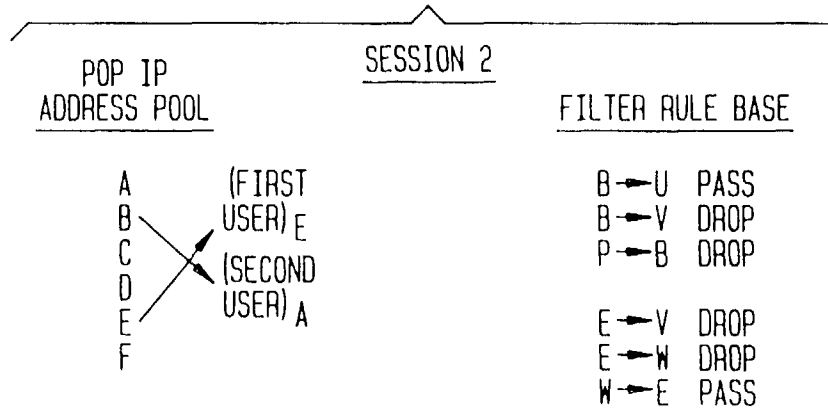 SESSION 2
POP IP
ADDRESS POOL
A
B
C
D
E
F
(FIRST
USER) E
(SECOND
USER) A
FILTER RULE BASE
B→U PASS
B→V DROP
P→B DROP
E→V DROP
E→W DROP
W→E PASS